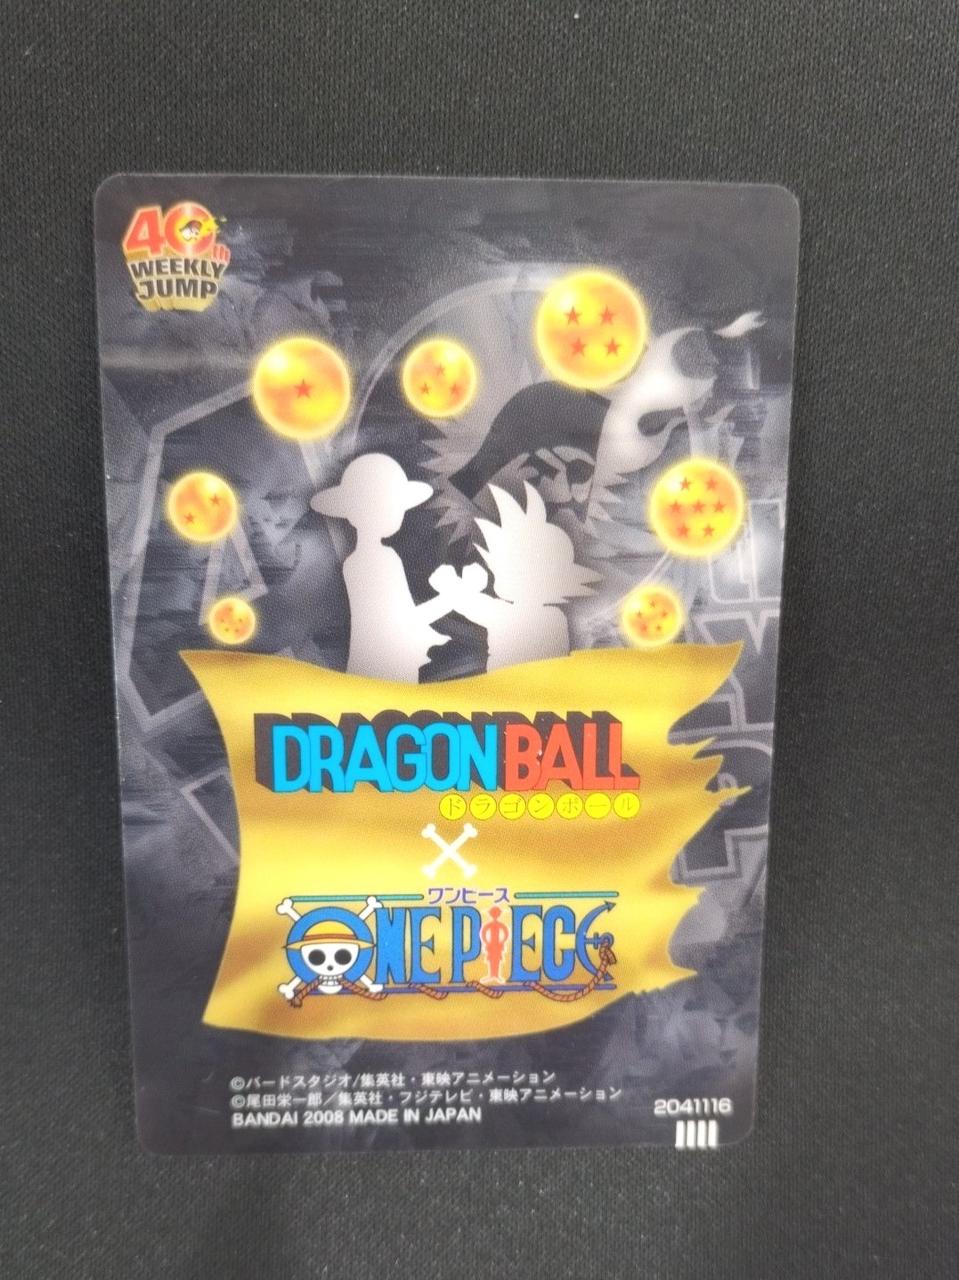 40th
WEEKLY
JUMP
DRAGON BALL
ドラゴンボール
ワンピース
ONE PIECE
©バードスタジオ/集英社・東映アニメーション
©尾田栄一郎／集英社・フジテレビ・東映アニメーション
BANDAI 2008 MADE IN JAPAN
2041116